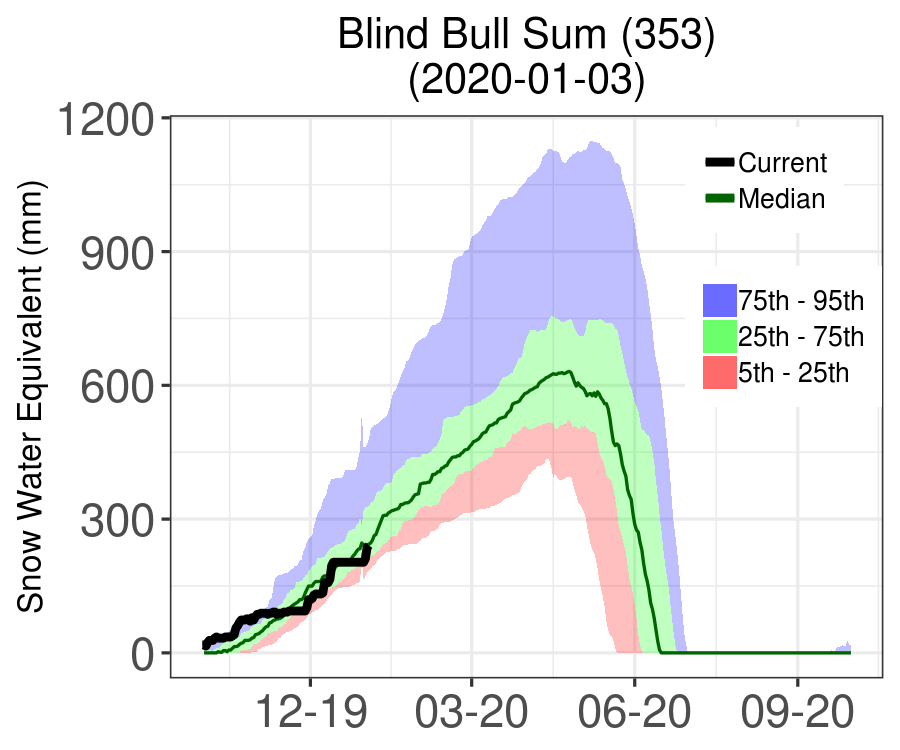 Blind Bull Sum (353)
(2020-01-03)
Snow Water Equivalent (mm)
1200
900
600
300
0
Current
Median
75th - 95th
25th - 75th
5th - 25th
12-19
03-20
06-20
09-20